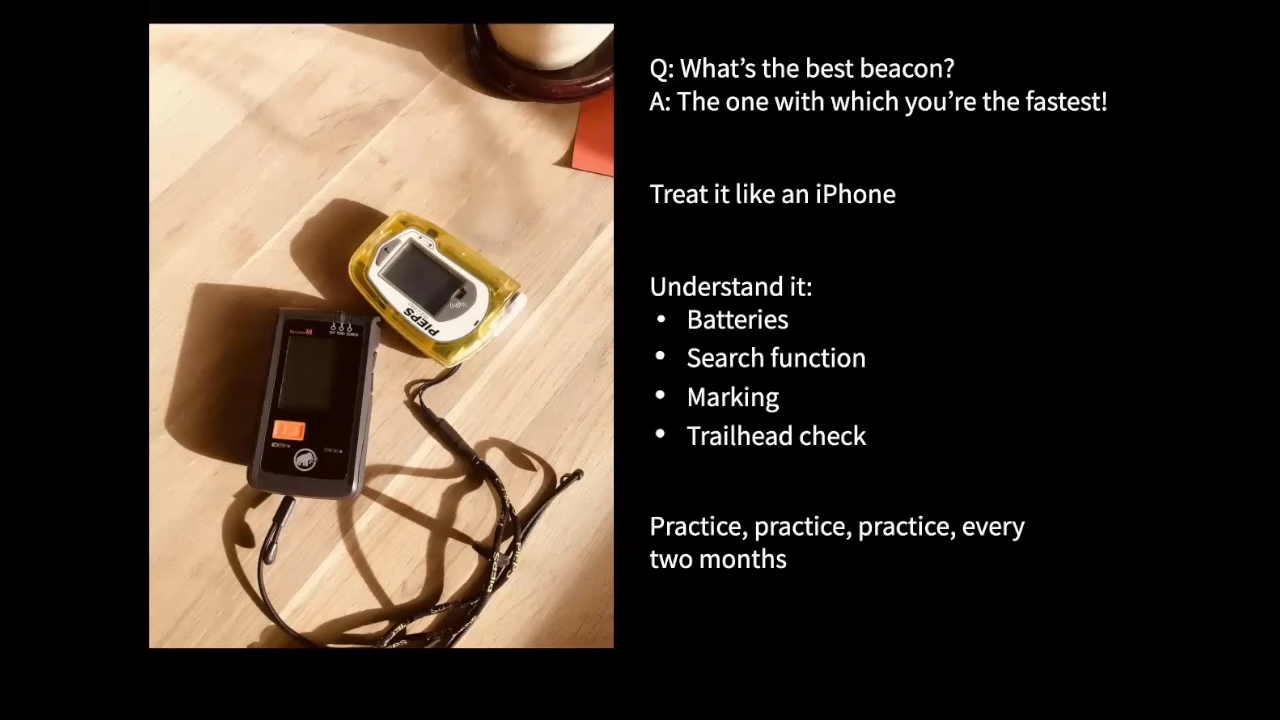 Q: What’s the best beacon?
A: The one with which you’re the fastest!
Treat it like an iPhone
Understand it:
• Batteries
• Search function
• Marking
• Trailhead check
Practice, practice, practice, every
two months
PIEPS
PIEPS